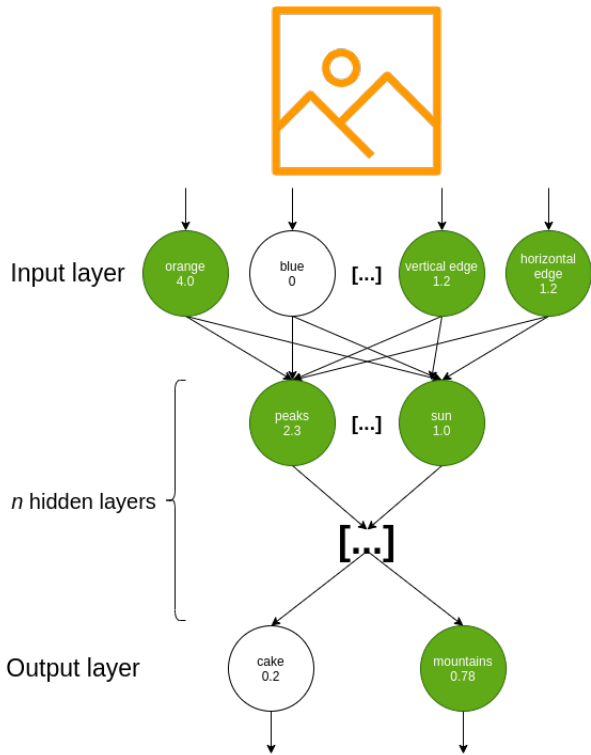 Input layer
orange
4.0
blue
0
[...]
vertical edge
1.2
horizontal
edge
1.2
peaks
2.3
[...]
sun
1.0
n hidden layers
[...]
Output layer
cake
0.2
mountains
0.78